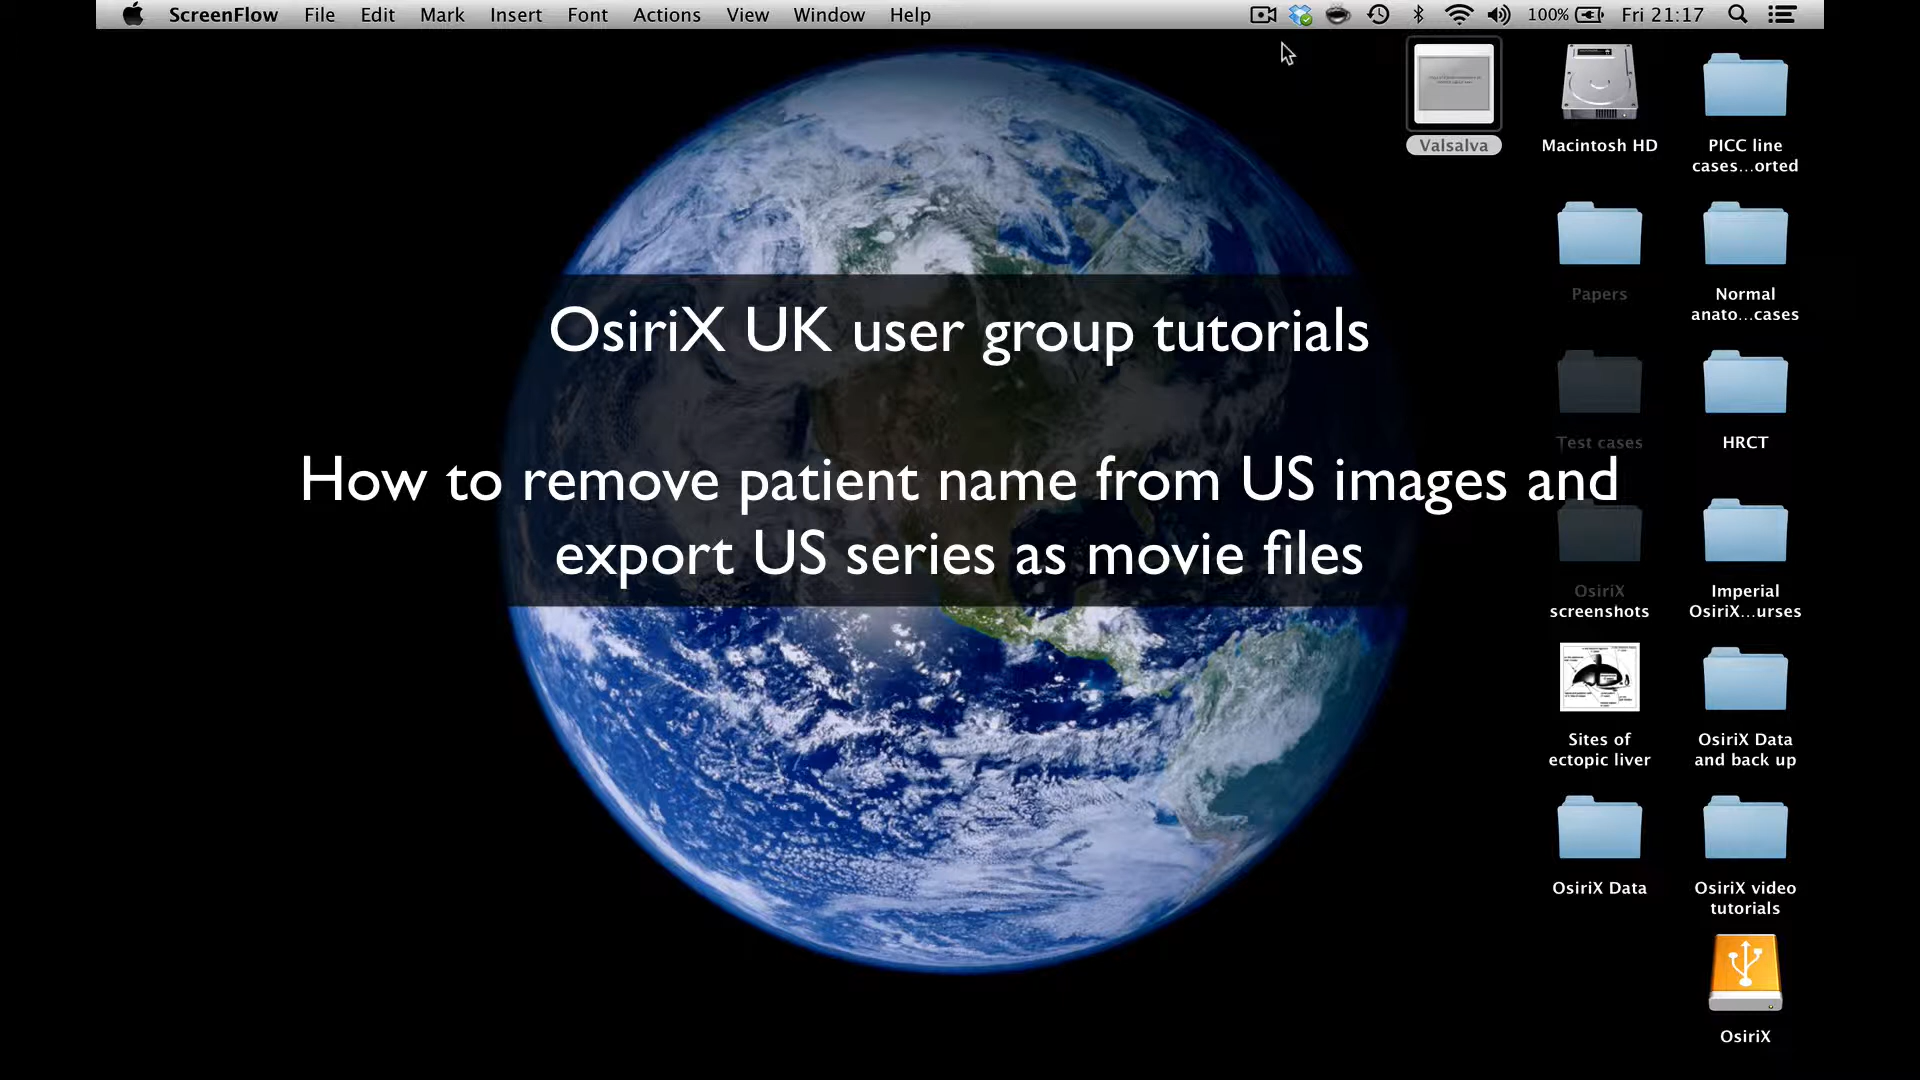 ScreenFlow File Edit Mark Insert Font Actions View Window Help 100% Fri 21:17
Valsalva
Macintosh HD
PICC line
cases...orted
Papers
Normal
anato...cases
OsiriX UK user group tutorials
Test cases
HRCT
How to remove patient name from US images and
export US series as movie files
OsiriX
screenshots
Imperial
OsiriX...urses
Sites of
ectopic liver
OsiriX Data
and back up
OsiriX Data
OsiriX video
tutorials
OsiriX